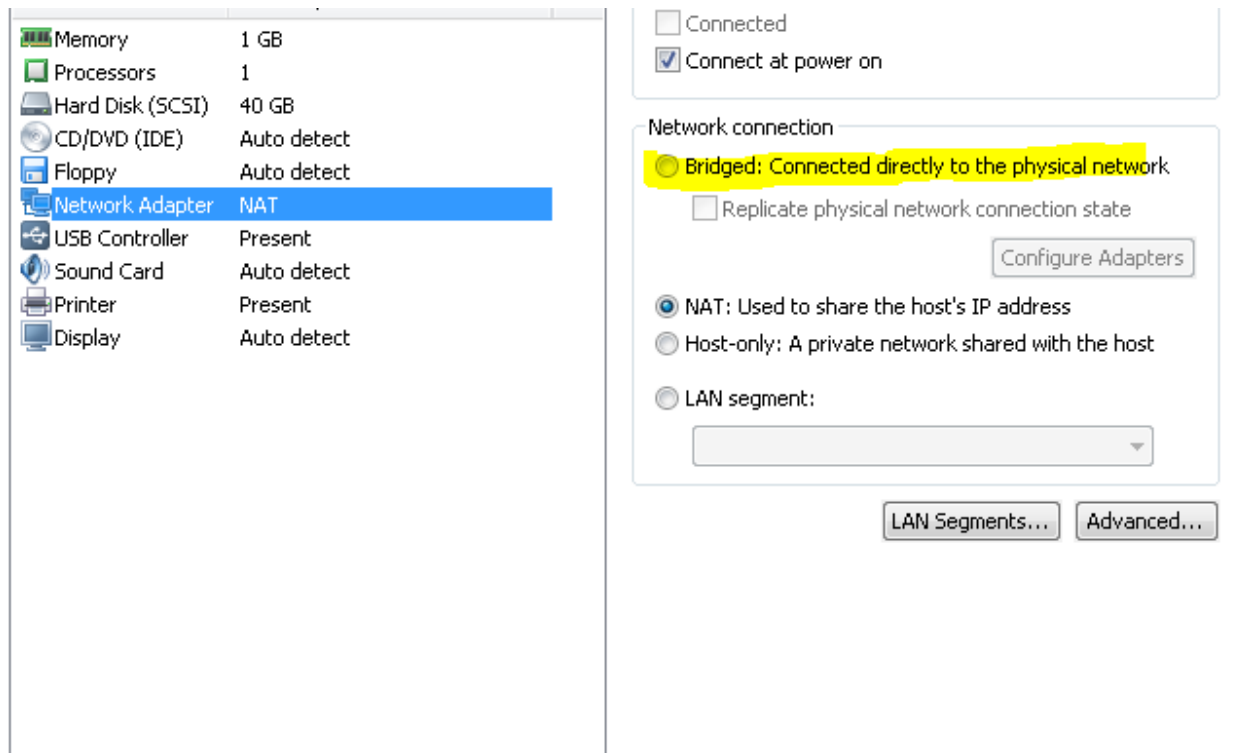 Memory 1 GB
Processors 1
Hard Disk (SCSI) 40 GB
CD/DVD (IDE) Auto detect
Floppy Auto detect
Network Adapter NAT
USB Controller Present
Sound Card Auto detect
Printer Present
Display Auto detect
Connected
Connect at power on
Network connection
Bridged: Connected directly to the physical network
Replicate physical network connection state
Configure Adapters
NAT: Used to share the host's IP address
Host-only: A private network shared with the host
LAN segment:
LAN Segments...
Advanced...